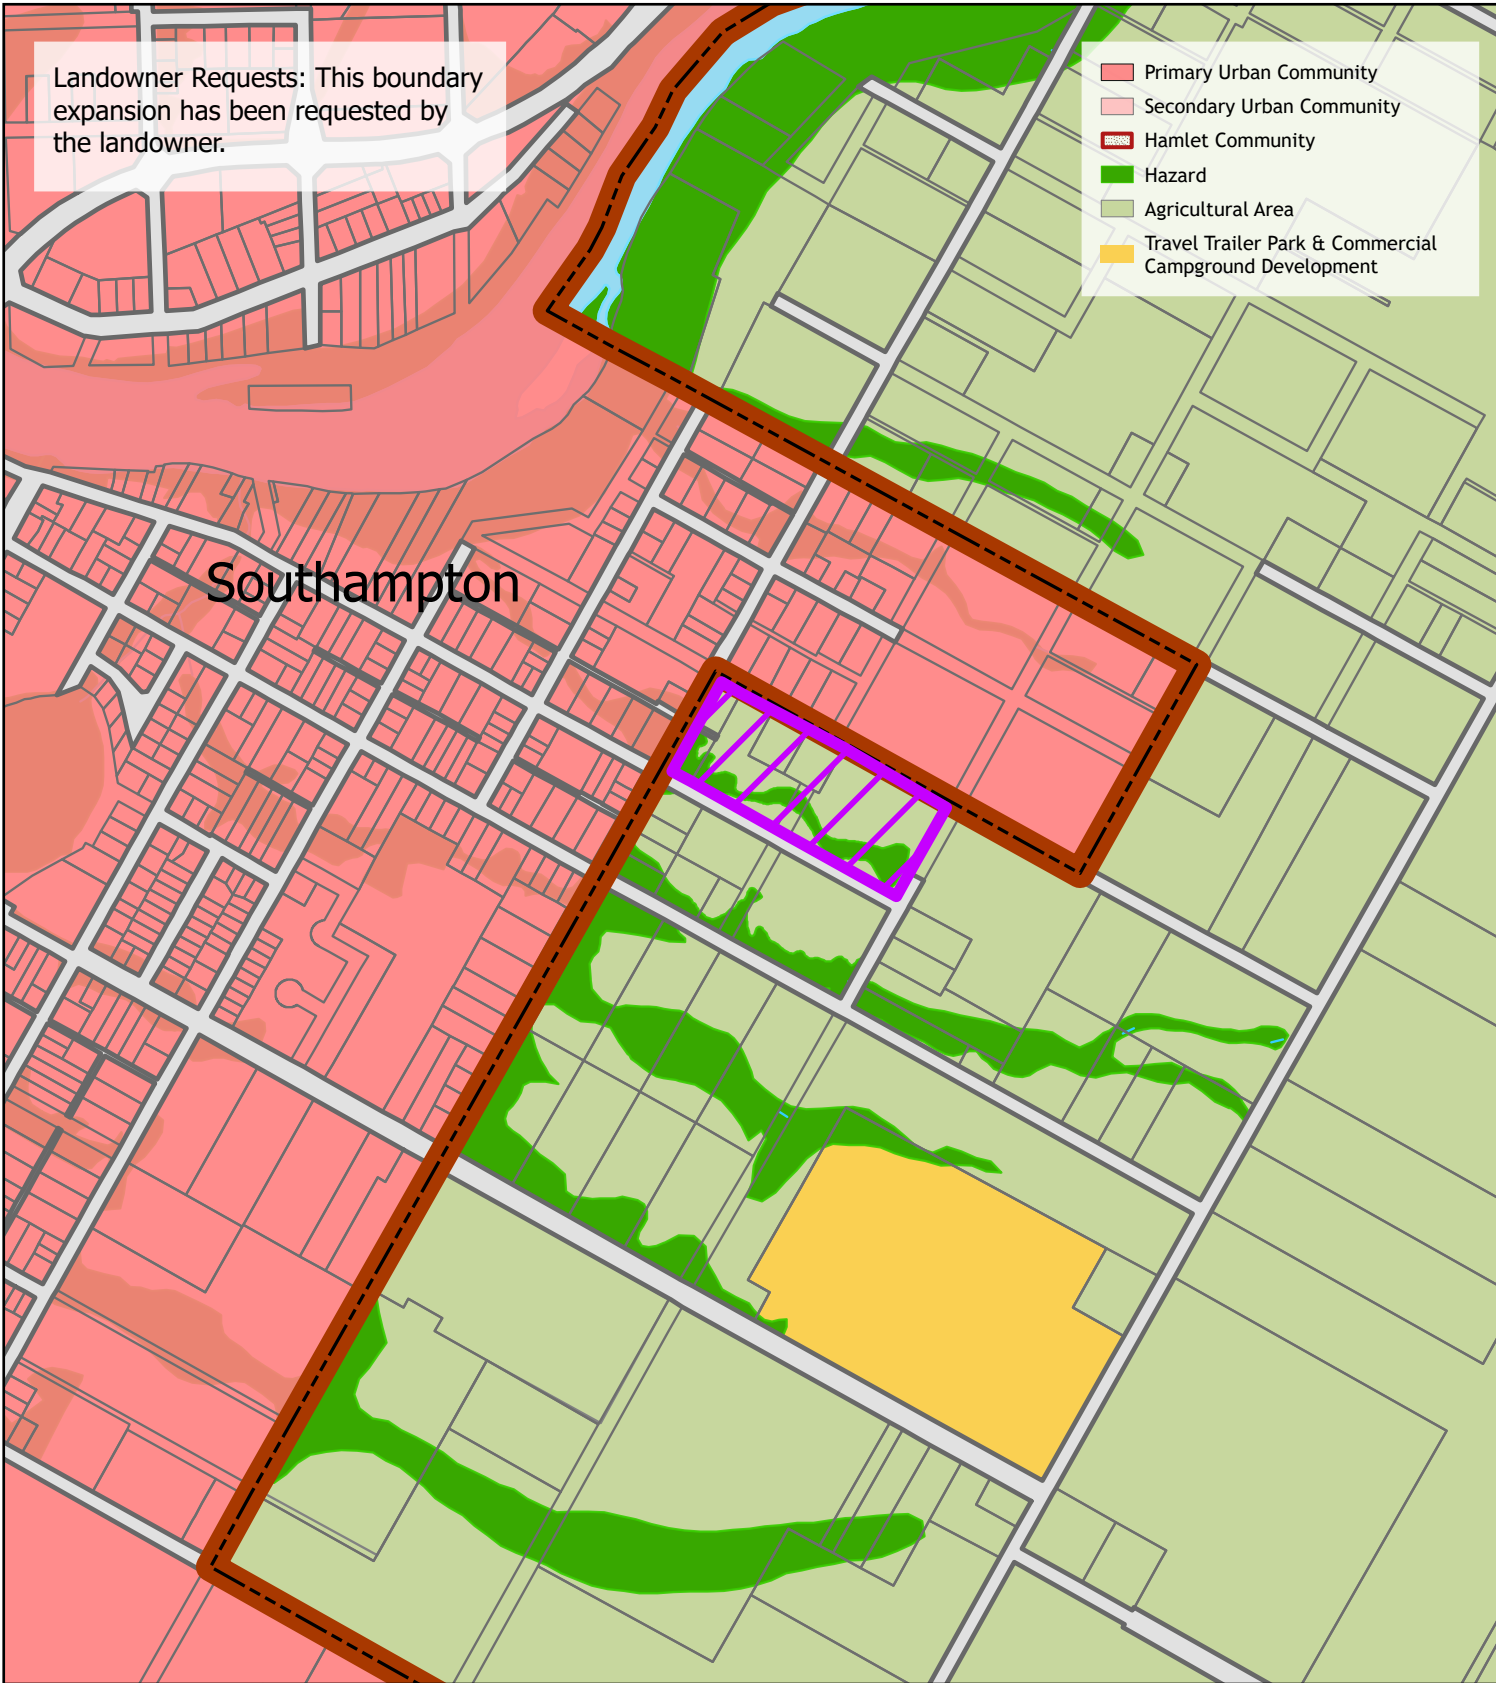 Landowner Requests: This boundary
expansion has been requested by
the landowner.
Primary Urban Community
Secondary Urban Community
Hamlet Community
Hazard
Agricultural Area
Travel Trailer Park & Commercial
Campground Development
Southampton